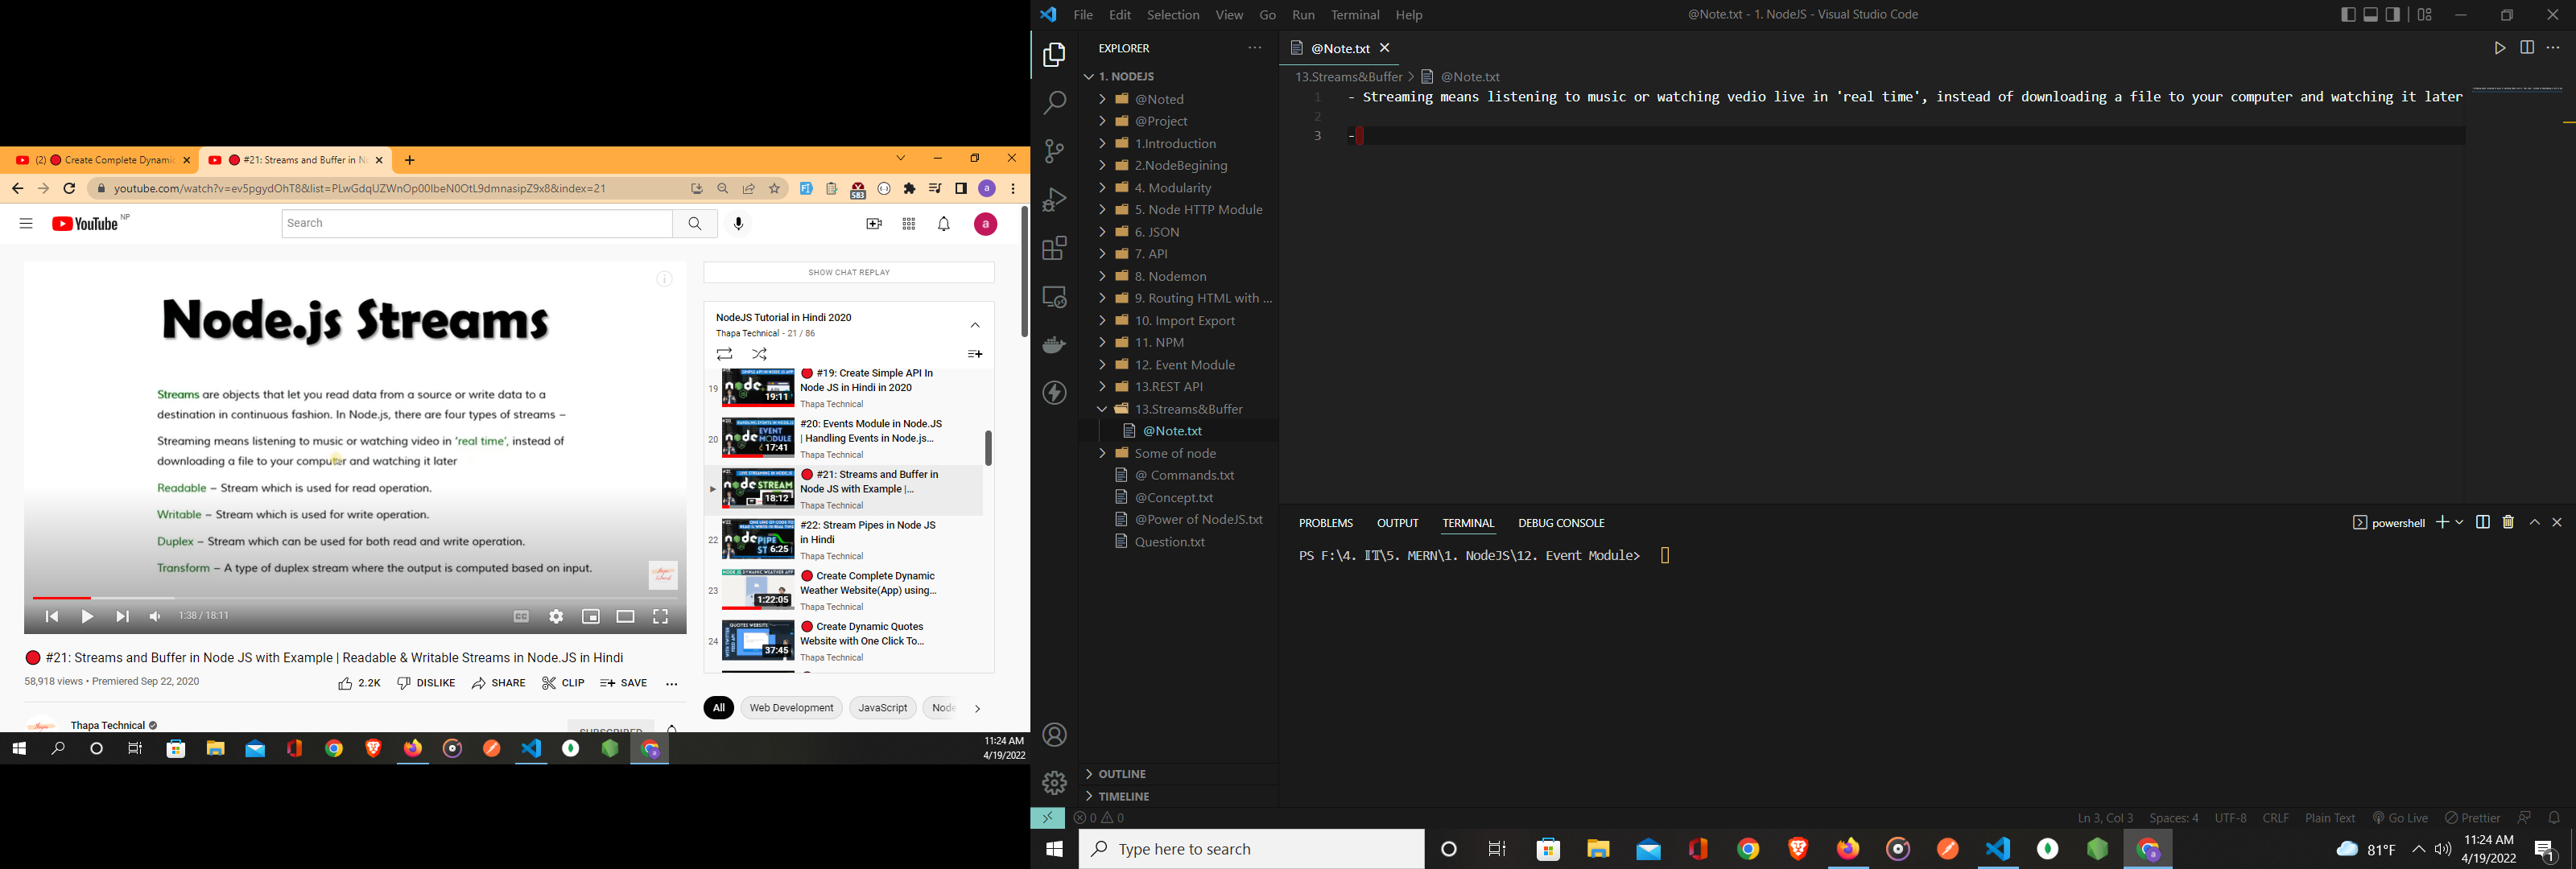 (2) Create Complete Dynamic
#21: Streams and Buffer in No
youtube.com/watch?v=ev5pgydOhT8&list=PLwGdqUZWnOp00IbeN0OtL9dmnasipZ9x8&index=21
583
a
YouTube NP
Search
a
Node.js Streams
Streams are objects that let you read data from a source or write data to a
destination in continuous fashion. In Node.js, there are four types of streams –
Streaming means listening to music or watching video in ‘real time’, instead of
downloading a file to your computer and watching it later
Readable – Stream which is used for read operation.
Writable – Stream which is used for write operation.
Duplex – Stream which can be used for both read and write operation.
Transform – A type of duplex stream where the output is computed based on input.
1:38 / 18:11
CC
#21: Streams and Buffer in Node JS with Example | Readable & Writable Streams in Node.JS in Hindi
58,918 views • Premiered Sep 22, 2020
2.2K DISLIKE SHARE CLIP SAVE
Thapa Technical
SUBSCRIBED
SHOW CHAT REPLAY
NodeJS Tutorial in Hindi 2020
Thapa Technical - 21 / 86
19
19:11
#19: Create Simple API In
Node JS in Hindi in 2020
Thapa Technical
20
EVENT
MODULE
17:41
#20: Events Module in Node.JS
| Handling Events in Node.js...
Thapa Technical
STREAM
18:12
#21: Streams and Buffer in
Node JS with Example |...
Thapa Technical
22
PIPE
6:25
#22: Stream Pipes in Node JS
in Hindi
Thapa Technical
23
1:22:05
Create Complete Dynamic
Weather Website(App) using...
Thapa Technical
24
QUOTES WEBSITE
37:45
Create Dynamic Quotes
Website with One Click To...
Thapa Technical
All Web Development JavaScript Node
11:24 AM
4/19/2022
File Edit Selection View Go Run Terminal Help
@Note.txt - 1. NodeJS - Visual Studio Code
EXPLORER
1. NODEJS
@Noted
@Project
1.Introduction
2.NodeBegining
4. Modularity
5. Node HTTP Module
6. JSON
7. API
8. Nodemon
9. Routing HTML with ...
10. Import Export
11. NPM
12. Event Module
13.REST API
13.Streams&Buffer
@Note.txt
Some of node
@ Commands.txt
@Concept.txt
@Power of NodeJS.txt
Question.txt
OUTLINE
TIMELINE
@Note.txt
13.Streams&Buffer > @Note.txt
1 - Streaming means listening to music or watching vedio live in 'real time', instead of downloading a file to your computer and watching it later
2
3 -
PROBLEMS OUTPUT TERMINAL DEBUG CONSOLE
powershell
PS F:\4. IT\5. MERN\1. NodeJS\12. Event Module>
0 0
Ln 3, Col 3 Spaces: 4 UTF-8 CRLF Plain Text Go Live Prettier
Type here to search
81°F
11:24 AM
4/19/2022
1